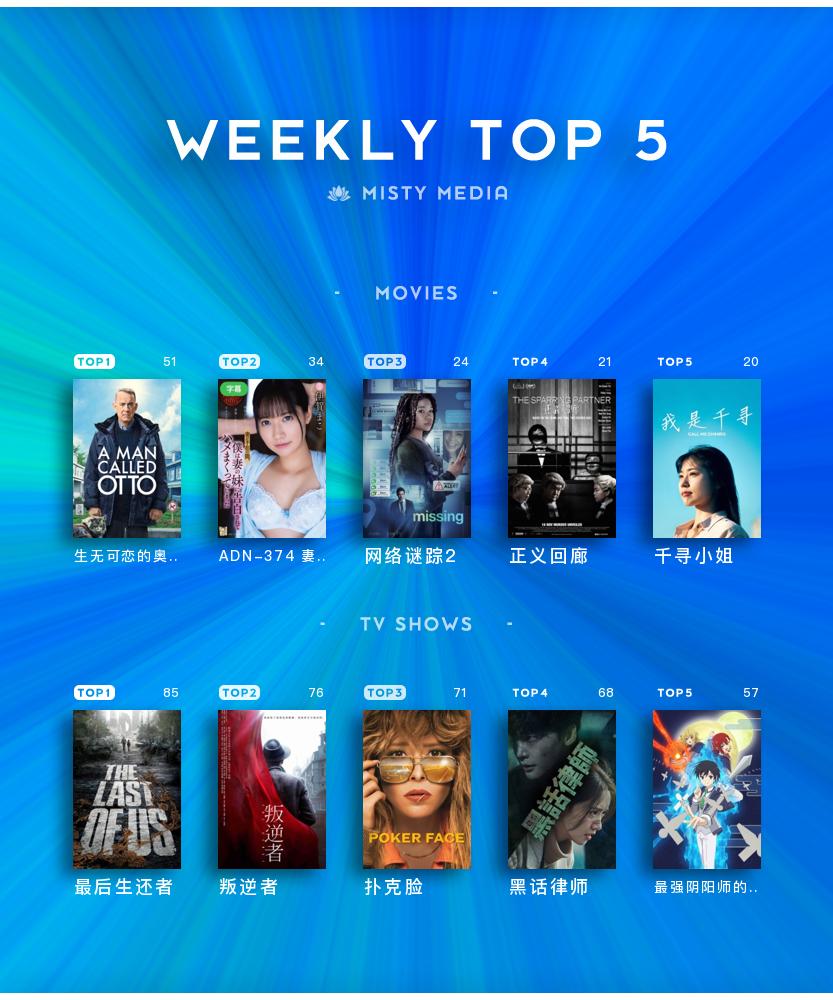 WEEKLY TOP 5
MISTY MEDIA
- MOVIES -
TOP1 51
TOP2 34
TOP3 24
TOP4 21
TOP5 20
字幕
A MAN
CALLED
OTTO
missing
THE SPARRING PARTNER
我是千寻
CALL ME CHIHIRO
生无可恋的奥..
ADN-374 妻..
网络谜踪2
正义回廊
千寻小姐
- TV SHOWS -
TOP1 85
TOP2 76
TOP3 71
TOP4 68
TOP5 57
THE
LAST
OF US
叛逆者
POKER FACE
黑話律師
最后生还者
叛逆者
扑克脸
黑话律师
最强阴阳师的..